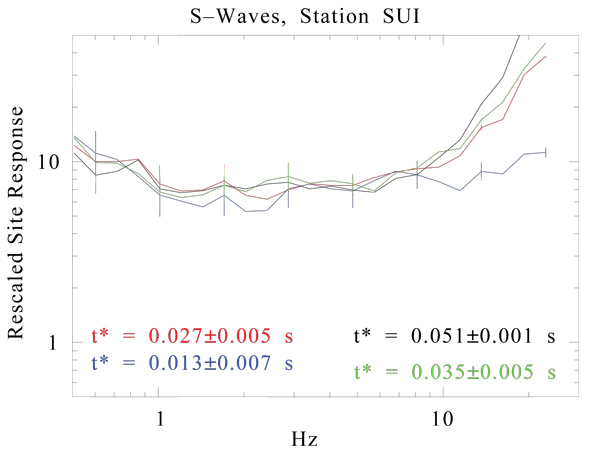 S–Waves, Station SUI
Rescaled Site Response
10
1
t* = 0.027±0.005 s
t* = 0.051±0.001 s
t* = 0.013±0.007 s
t* = 0.035±0.005 s
1
10
Hz